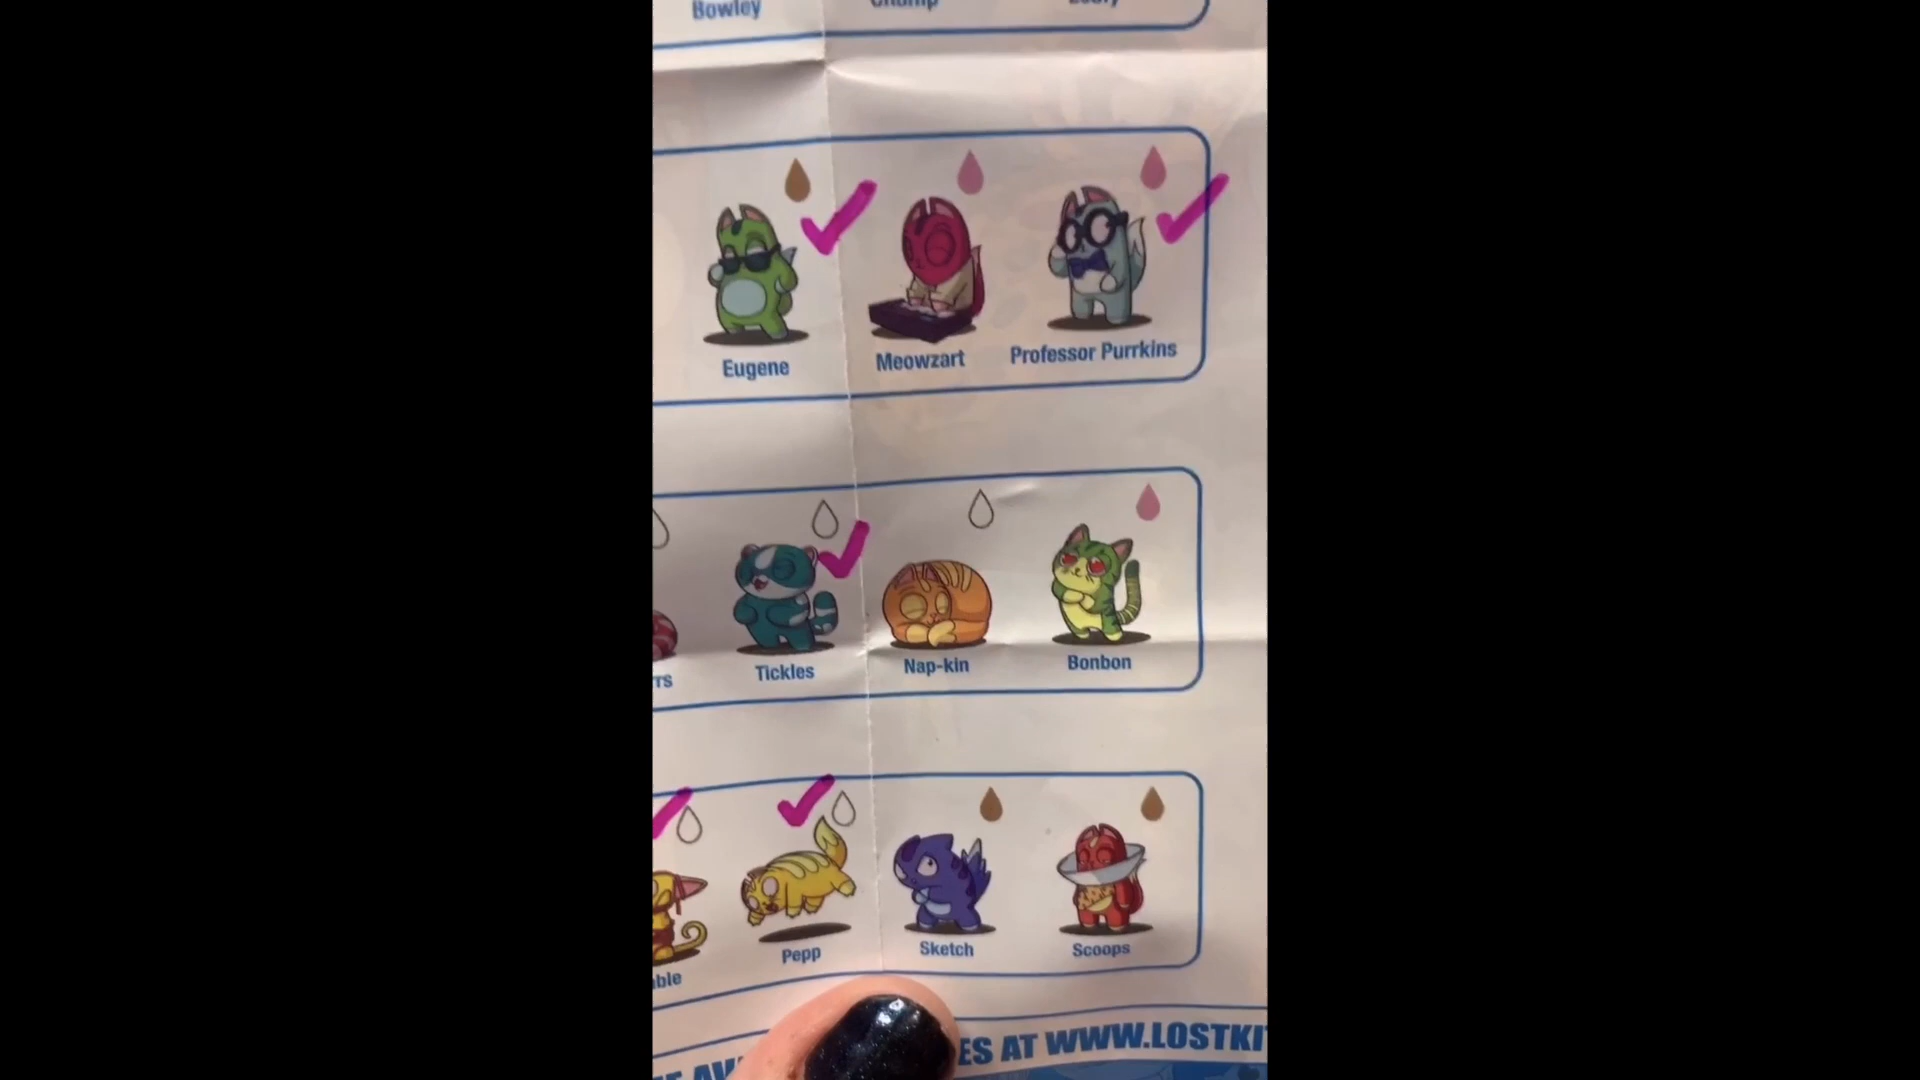 Bowley
Eugene
Meowzart
Professor Purrkins
Tickles
Nap-kin
Bonbon
Pepp
Sketch
Scoops
ES AT WWW.LOSTKI